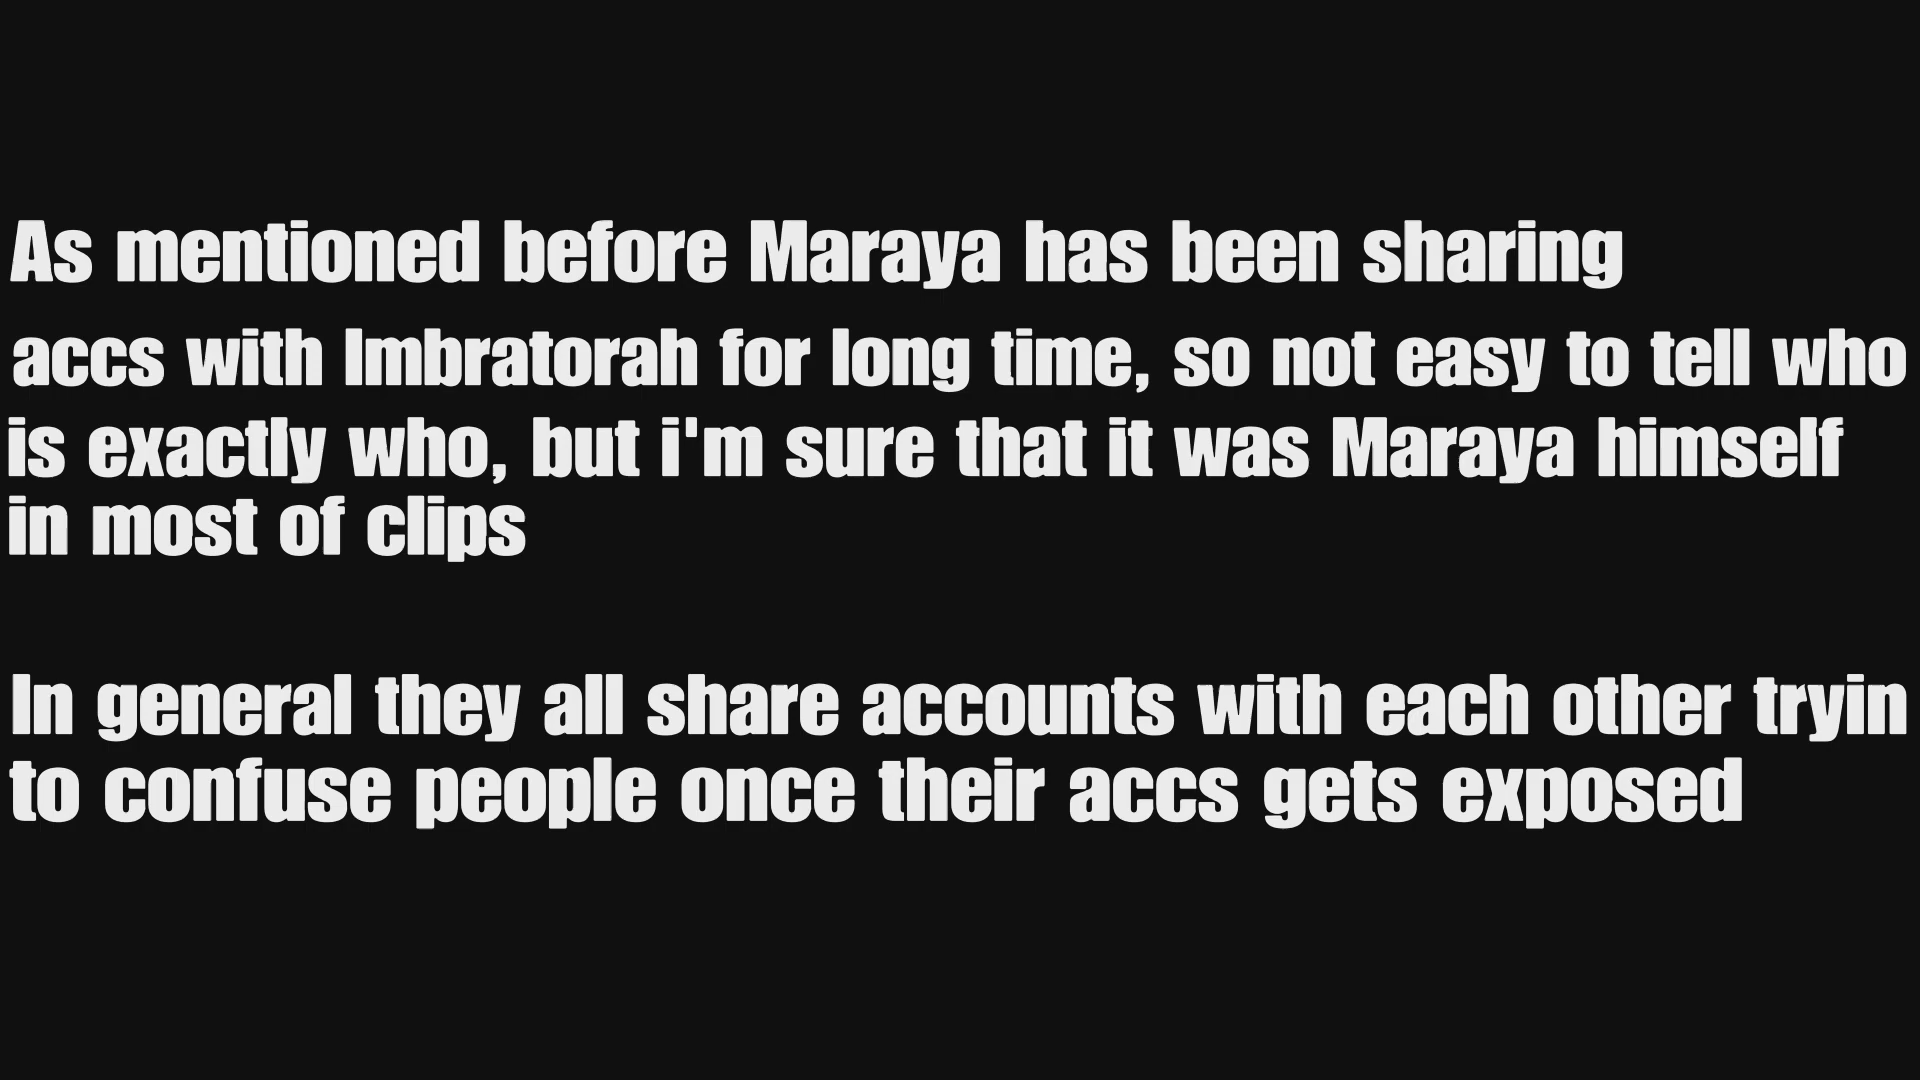 As mentioned before Maraya has been sharing
accs with Imbratorah for long time, so not easy to tell who
is exactly who, but i'm sure that it was Maraya himself
in most of clips
In general they all share accounts with each other tryin
to confuse people once their accs gets exposed